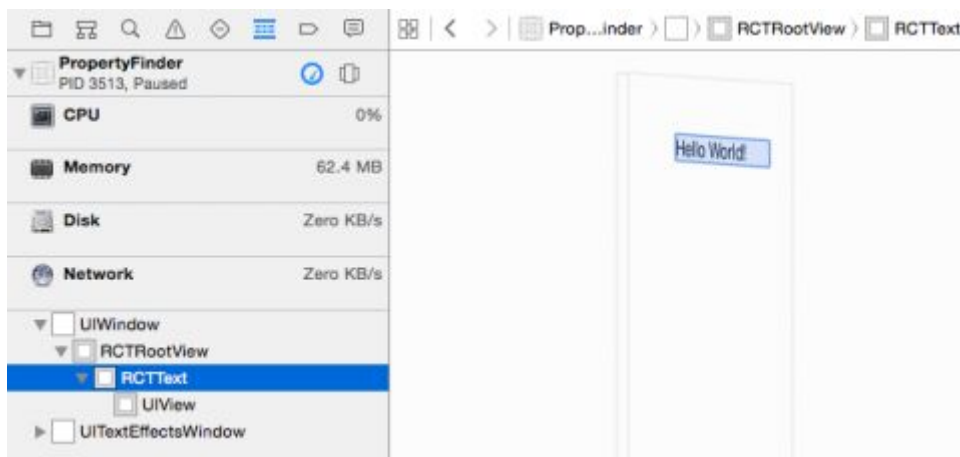 Prop...inder 〉 〉 RCTRootView 〉 RCTText
PropertyFinder
PID 3513, Paused
CPU 0%
Memory 62.4 MB
Disk Zero KB/s
Network Zero KB/s
UIWindow
RCTRootView
RCTText
UIView
UITextEffectsWindow
Hello World!